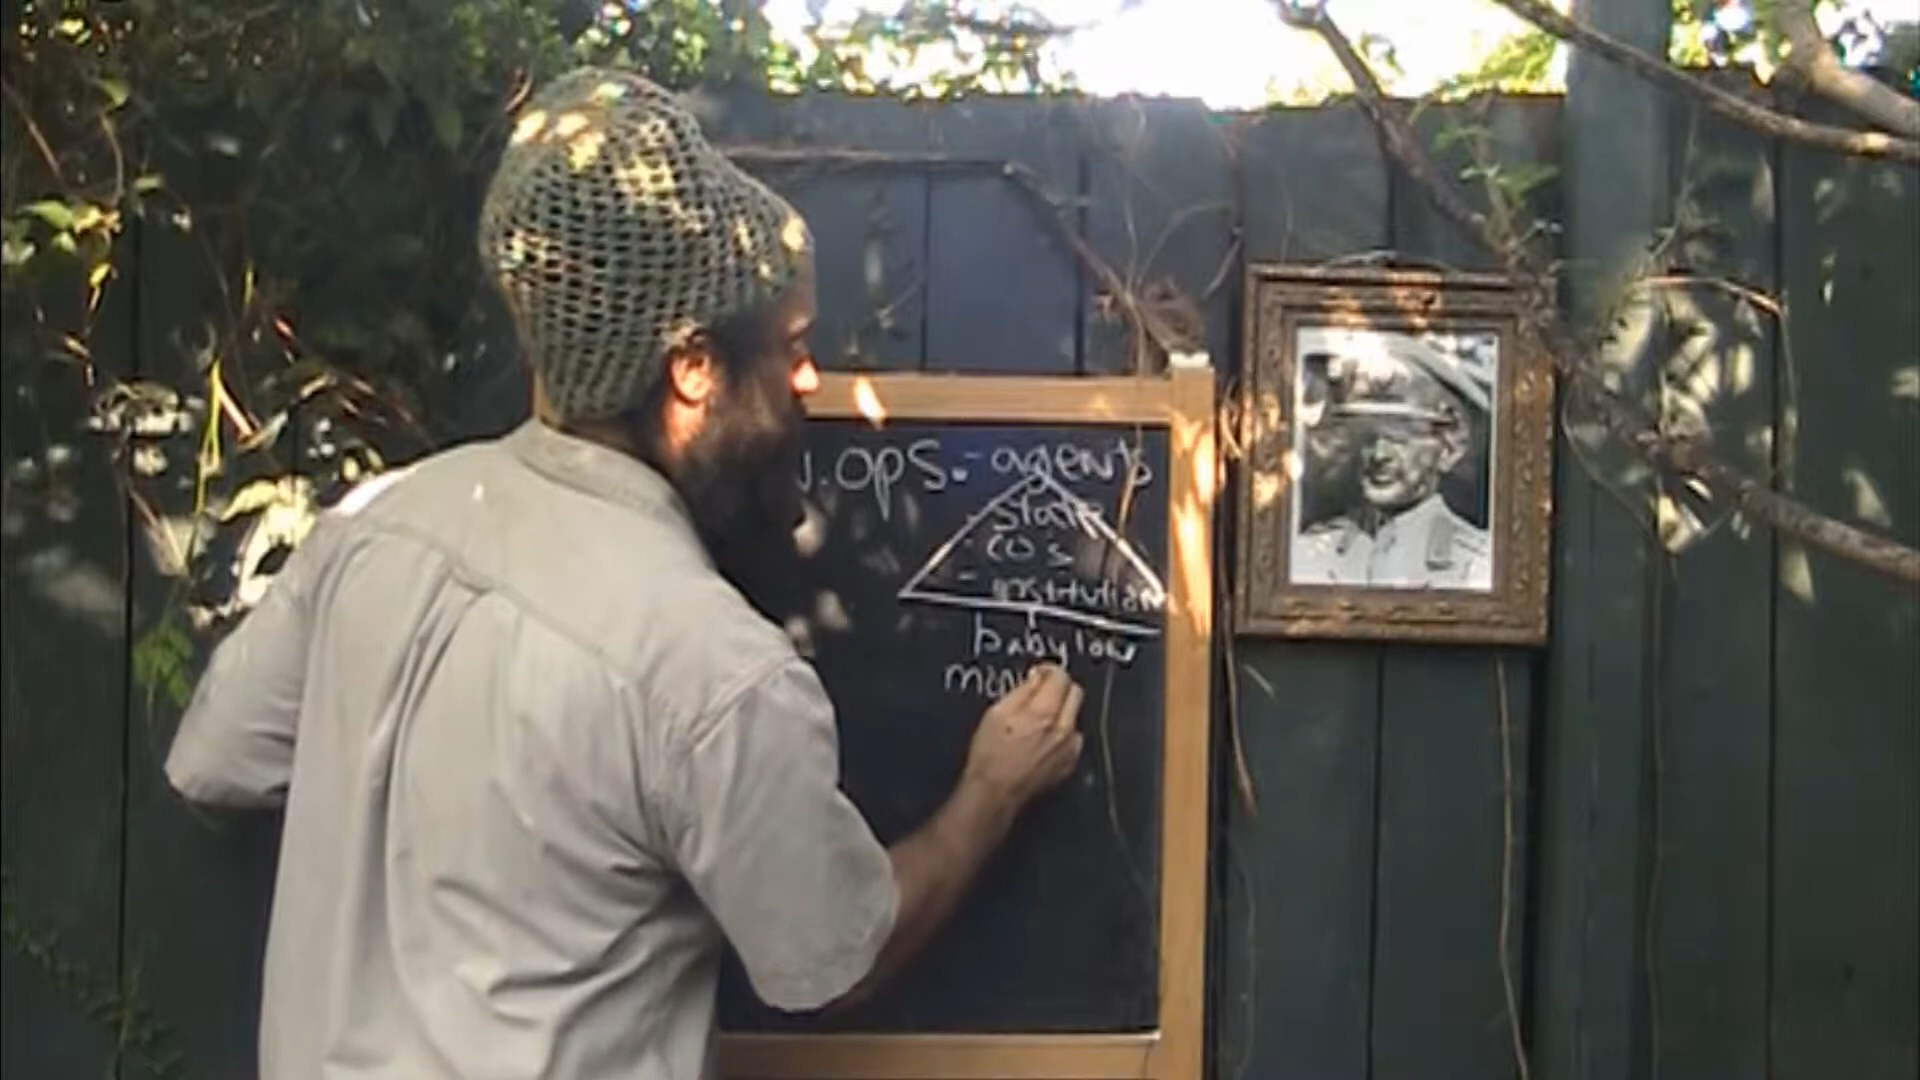 . ops. - agents
- state
- co's
- institution
babylon